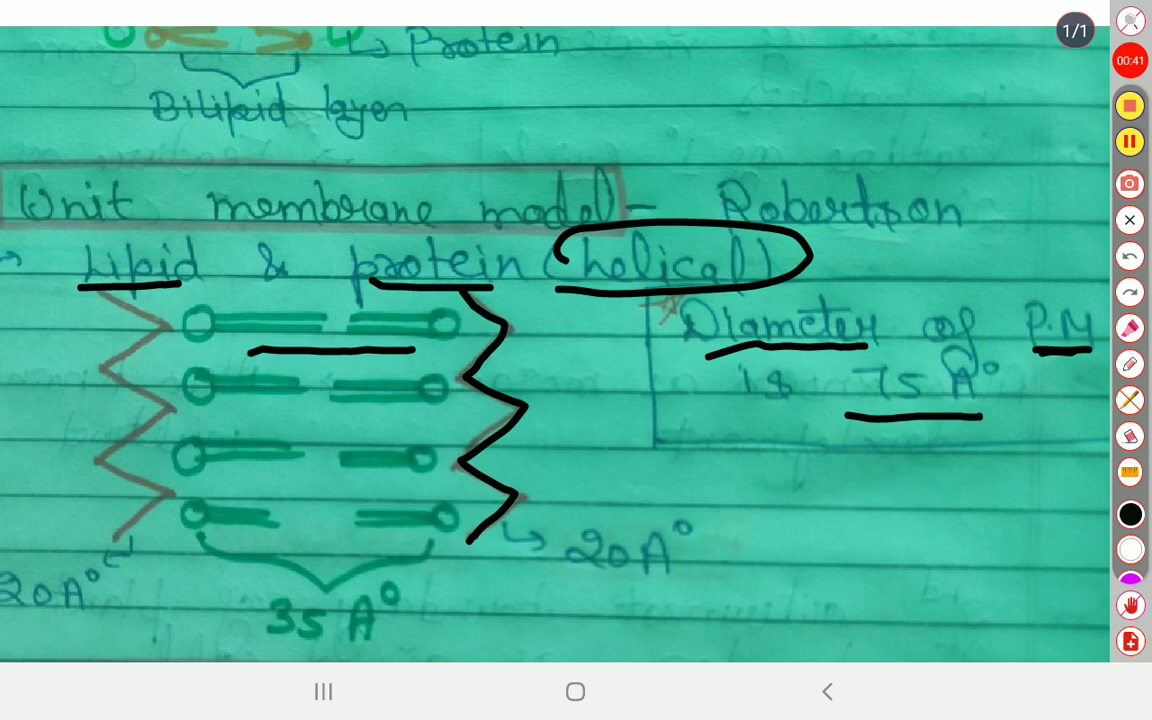 1/1
00:41
Protein
Bilipid layer
Unit membrane model - Robertson
→ Lipid & protein (helical)
Diameter of P.M
is 75 A°
20A°
20A°
35 A°